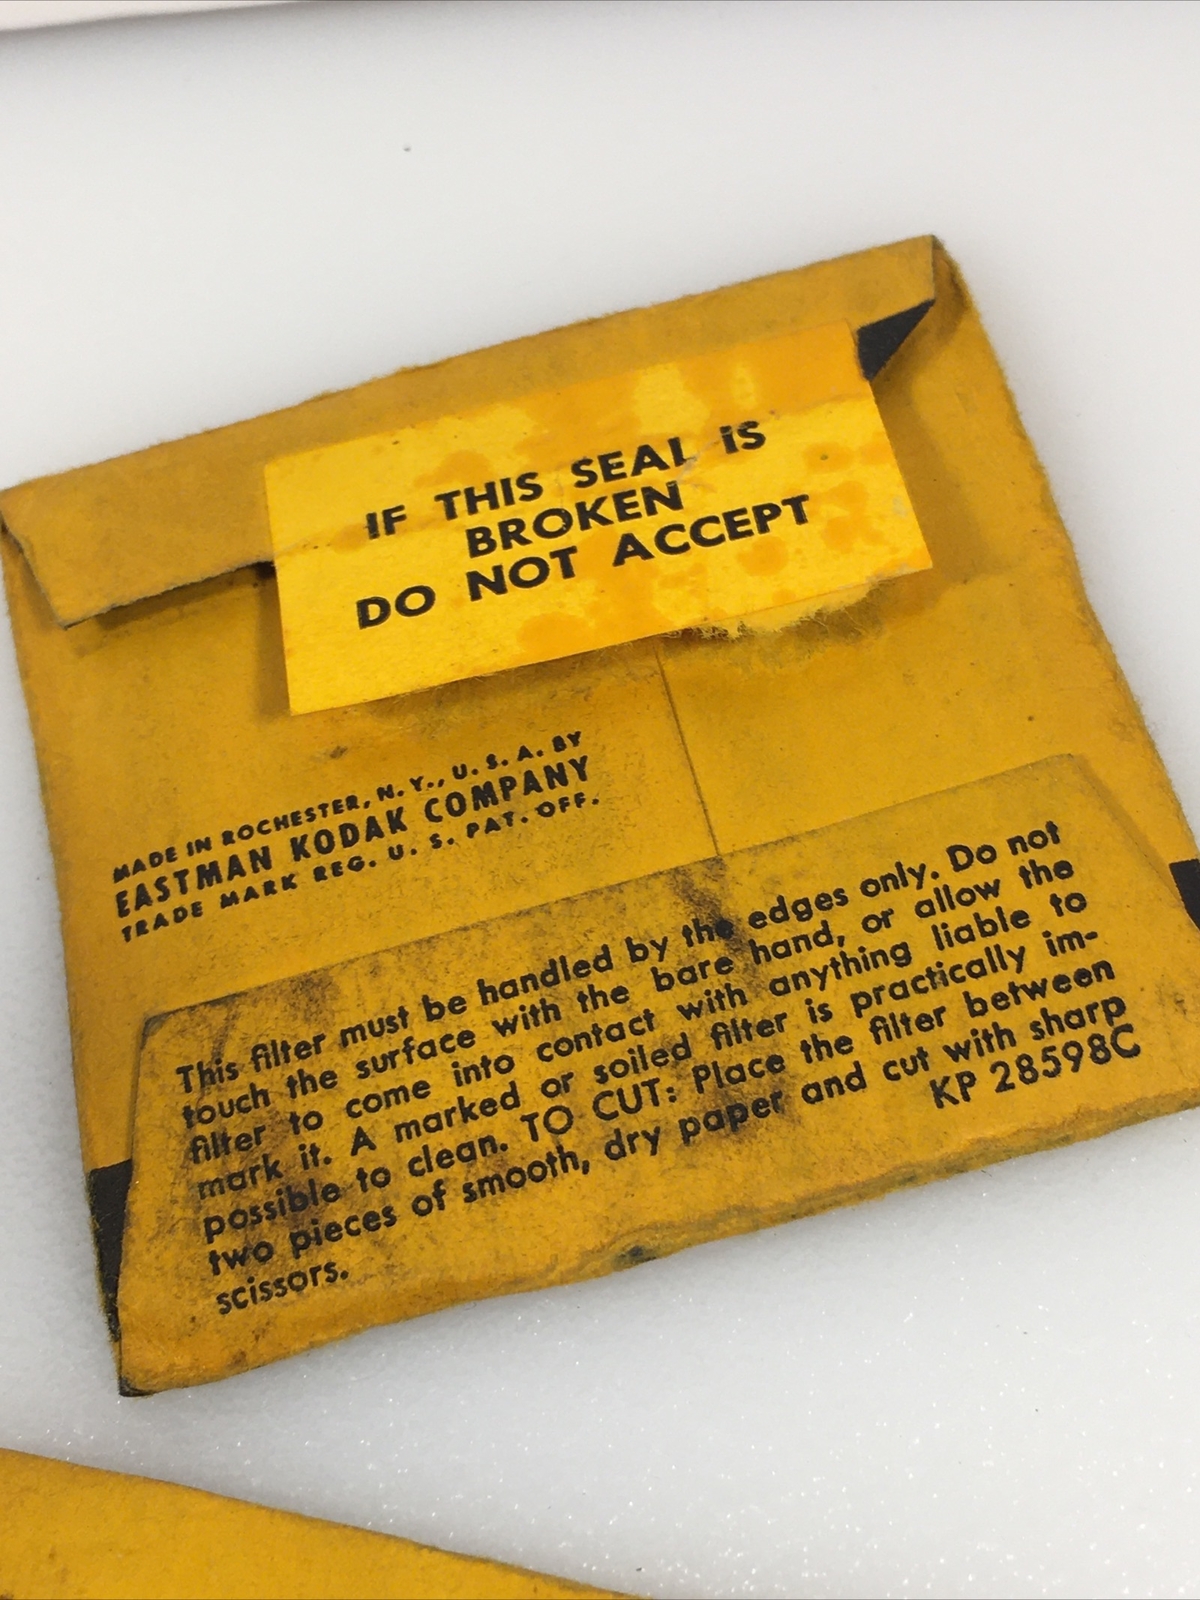 IF THIS SEAL IS
BROKEN
DO NOT ACCEPT
MADE IN ROCHESTER, N. Y., U. S. A. BY
EASTMAN KODAK COMPANY
TRADE MARK REG. U. S. PAT. OFF.
This filter must be handled by the edges only. Do not
touch the surface with the bare hand, or allow the
filter to come into contact with anything liable to
mark it. A marked or soiled filter is practically im-
possible to clean. TO CUT: Place the filter between
two pieces of smooth, dry paper and cut with sharp
scissors.
KP 28598C